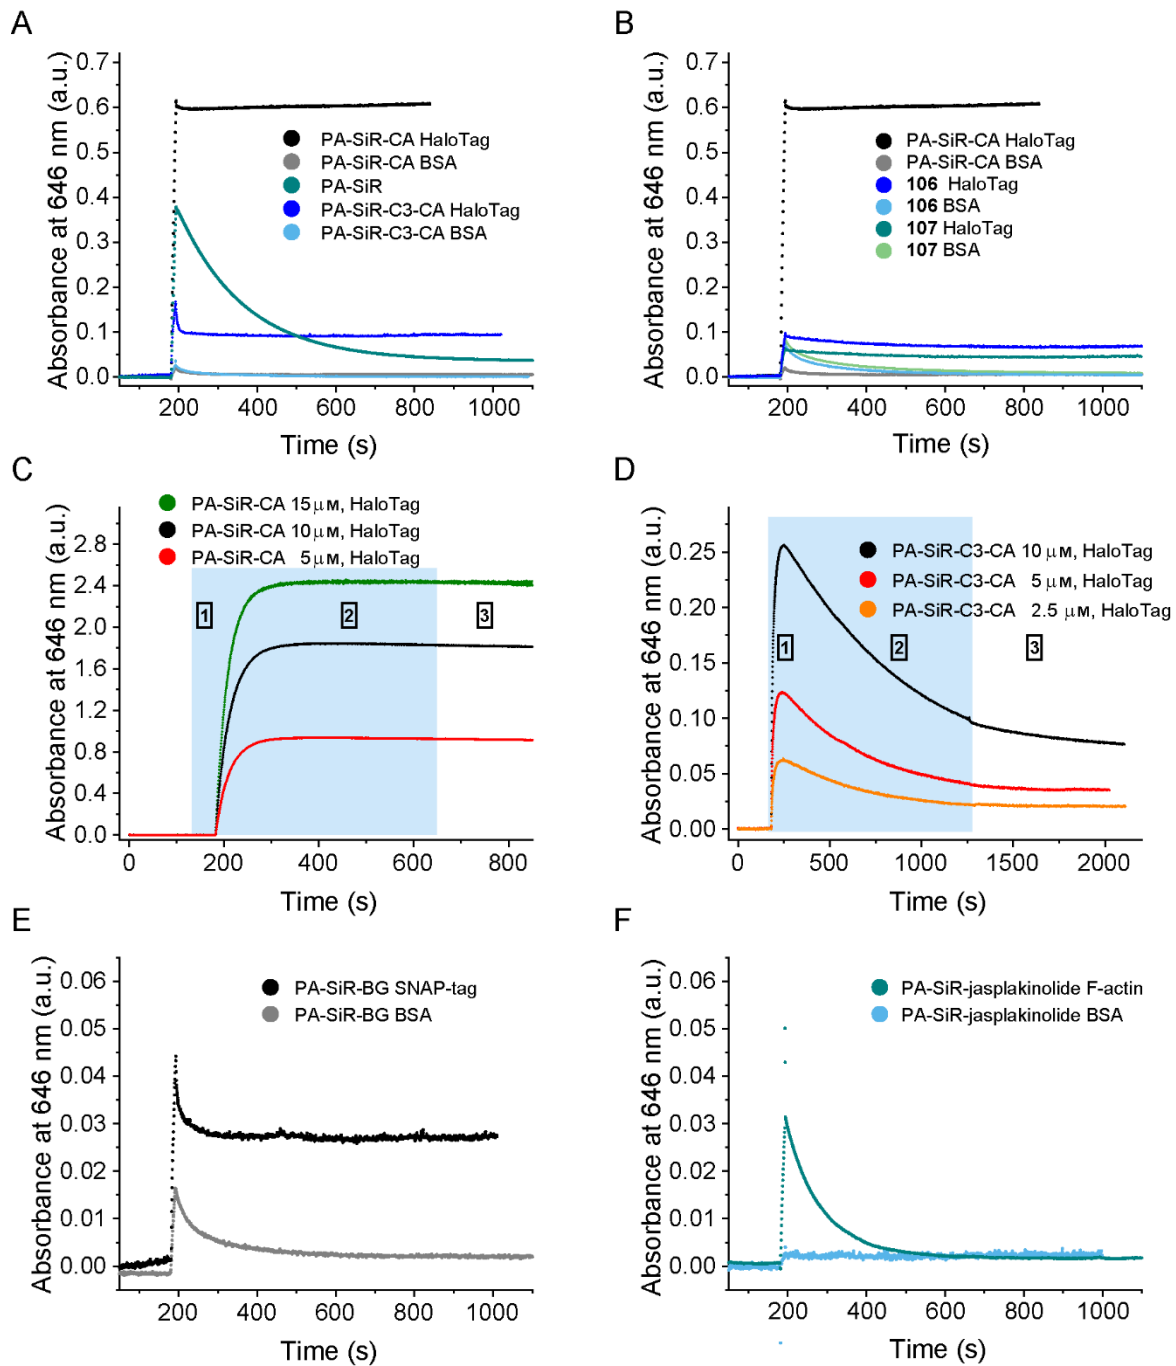 A
Absorbance at 646 nm (a.u.)
0.7
0.6
0.5
0.4
0.3
0.2
0.1
0.0
PA-SiR-CA HaloTag
PA-SiR-CA BSA
PA-SiR
PA-SiR-C3-CA HaloTag
PA-SiR-C3-CA BSA
200 400 600 800 1000
Time (s)
B
Absorbance at 646 nm (a.u.)
0.7
0.6
0.5
0.4
0.3
0.2
0.1
0.0
PA-SiR-CA HaloTag
PA-SiR-CA BSA
106 HaloTag
106 BSA
107 HaloTag
107 BSA
200 400 600 800 1000
Time (s)
C
Absorbance at 646 nm (a.u.)
2.8
2.4
2.0
1.6
1.2
0.8
0.4
0.0
PA-SiR-CA 15 μM, HaloTag
PA-SiR-CA 10 μM, HaloTag
PA-SiR-CA 5 μM, HaloTag
1 2 3
0 200 400 600 800
Time (s)
D
Absorbance at 646 nm (a.u.)
0.25
0.20
0.15
0.10
0.05
0.00
PA-SiR-C3-CA 10 μM, HaloTag
PA-SiR-C3-CA 5 μM, HaloTag
PA-SiR-C3-CA 2.5 μM, HaloTag
1 2 3
0 500 1000 1500 2000
Time (s)
E
Absorbance at 646 nm (a.u.)
0.06
0.05
0.04
0.03
0.02
0.01
0.00
PA-SiR-BG SNAP-tag
PA-SiR-BG BSA
200 400 600 800 1000
Time (s)
F
Absorbance at 646 nm (a.u.)
0.06
0.05
0.04
0.03
0.02
0.01
0.00
PA-SiR-jasplakinolide F-actin
PA-SiR-jasplakinolide BSA
200 400 600 800 1000
Time (s)